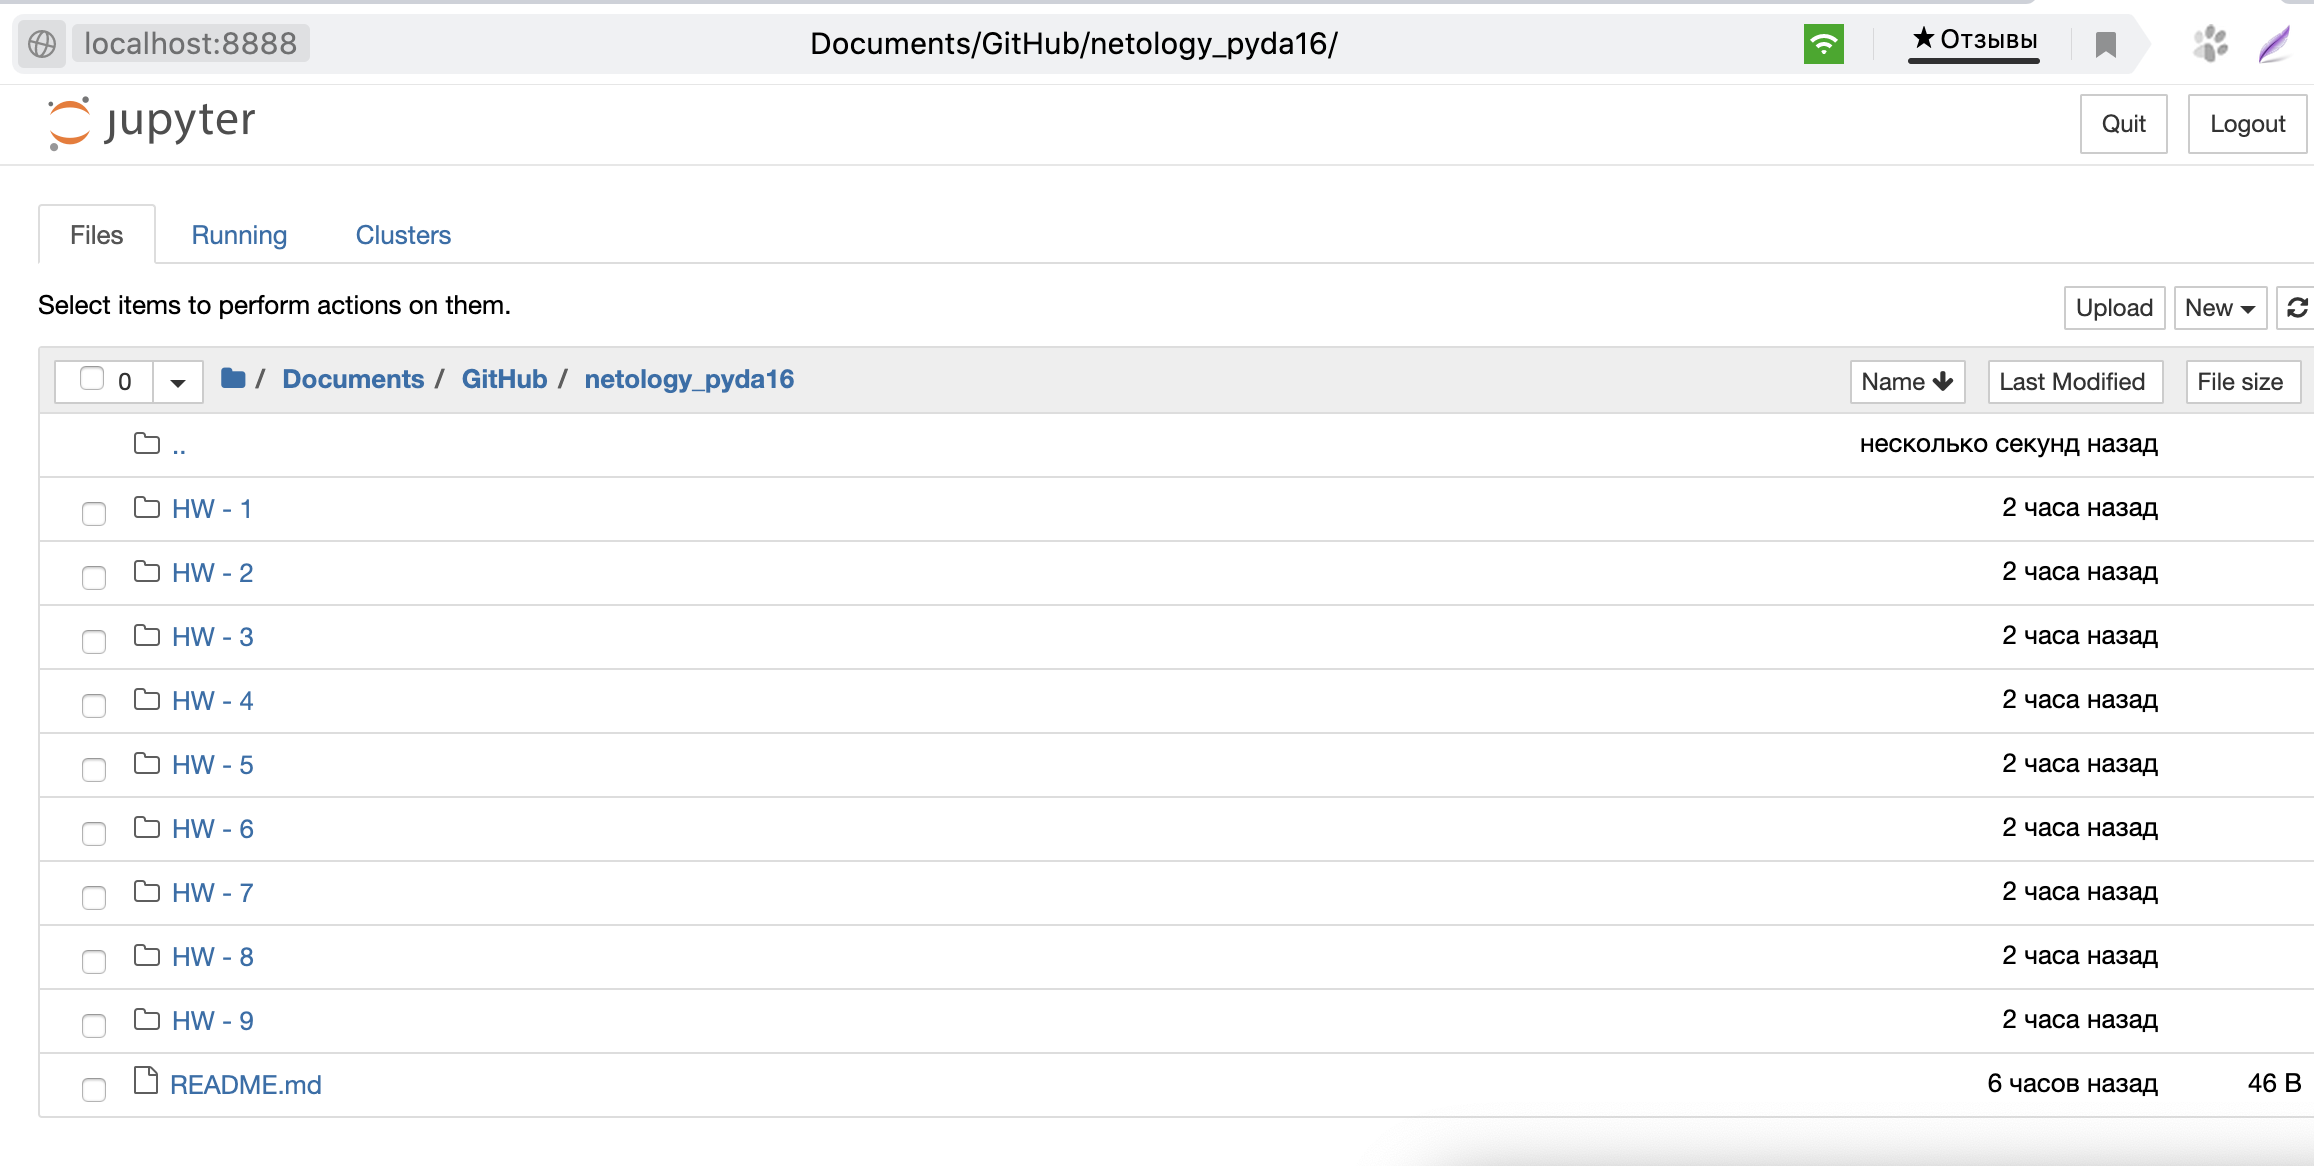 localhost:8888 Documents/GitHub/netology_pyda16/ ★ Отзывы
jupyter Quit Logout
Files Running Clusters
Select items to perform actions on them. Upload New
0 / Documents / GitHub / netology_pyda16 Name Last Modified File size
.. несколько секунд назад
HW - 1 2 часа назад
HW - 2 2 часа назад
HW - 3 2 часа назад
HW - 4 2 часа назад
HW - 5 2 часа назад
HW - 6 2 часа назад
HW - 7 2 часа назад
HW - 8 2 часа назад
HW - 9 2 часа назад
README.md 6 часов назад 46 B